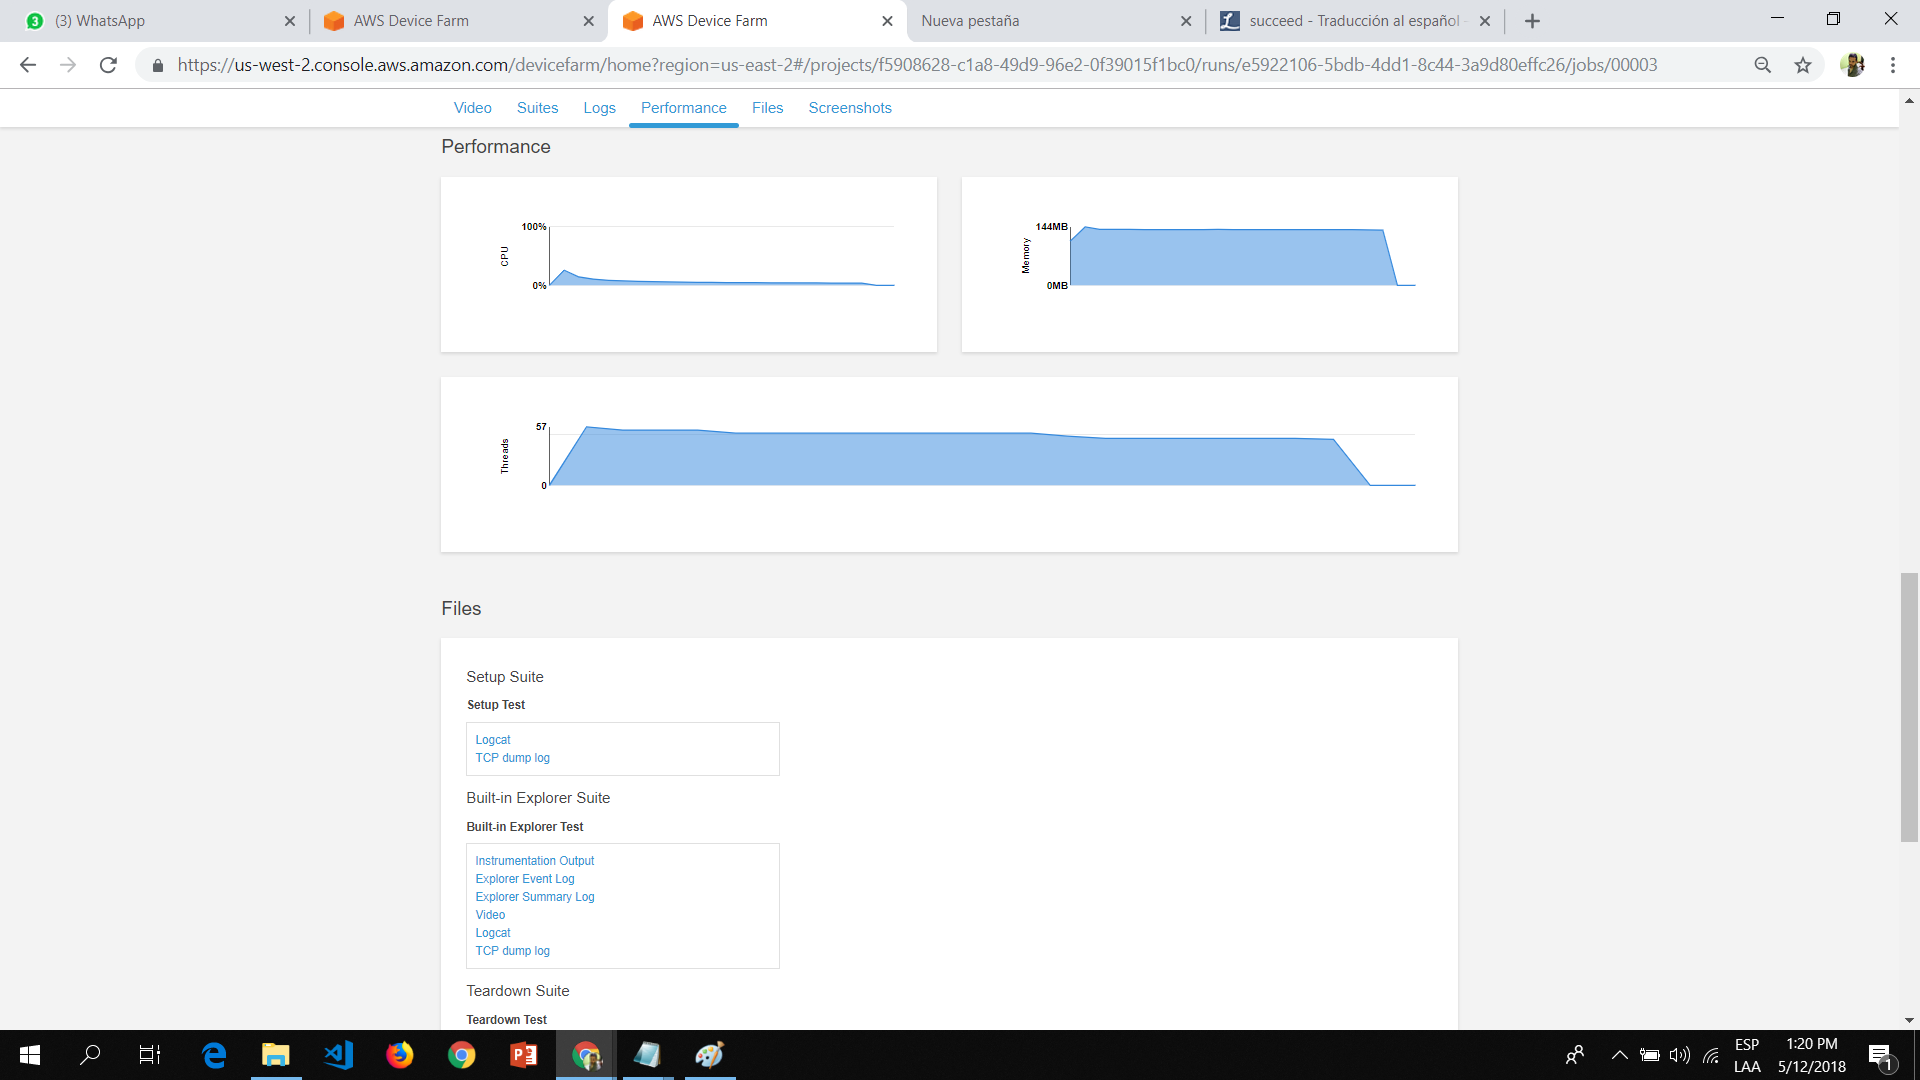 (3) WhatsApp
AWS Device Farm
AWS Device Farm
Nueva pestaña
succeed - Traducción al español -
https://us-west-2.console.aws.amazon.com/devicefarm/home?region=us-east-2#/projects/f5908628-c1a8-49d9-96e2-0f39015f1bc0/runs/e5922106-5bdb-4dd1-8c44-3a9d80effc26/jobs/00003
Video Suites Logs Performance Files Screenshots
Performance
100%
CPU
0%
144MB
Memory
0MB
57
Threads
0
Files
Setup Suite
Setup Test
Logcat
TCP dump log
Built-in Explorer Suite
Built-in Explorer Test
Instrumentation Output
Explorer Event Log
Explorer Summary Log
Video
Logcat
TCP dump log
Teardown Suite
Teardown Test
ESP
LAA
1:20 PM
5/12/2018
1